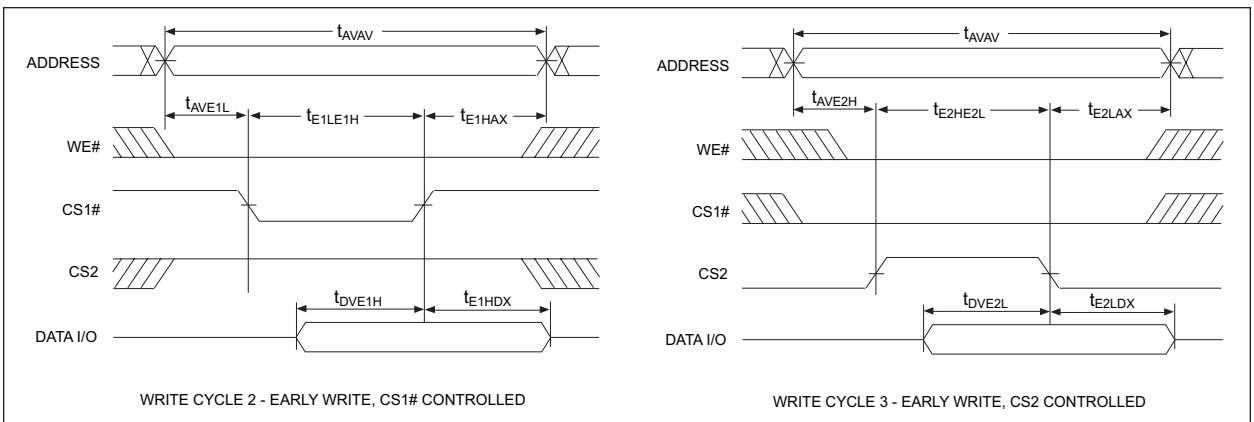 tAVAV
ADDRESS
tAVE1L
tE1LE1H
tE1HAX
WE#
CS1#
CS2
tDVE1H
tE1HDX
DATA I/O
WRITE CYCLE 2 - EARLY WRITE, CS1# CONTROLLED
tAVAV
ADDRESS
tAVE2H
tE2HE2L
tE2LAX
WE#
CS1#
CS2
tDVE2L
tE2LDX
DATA I/O
WRITE CYCLE 3 - EARLY WRITE, CS2 CONTROLLED